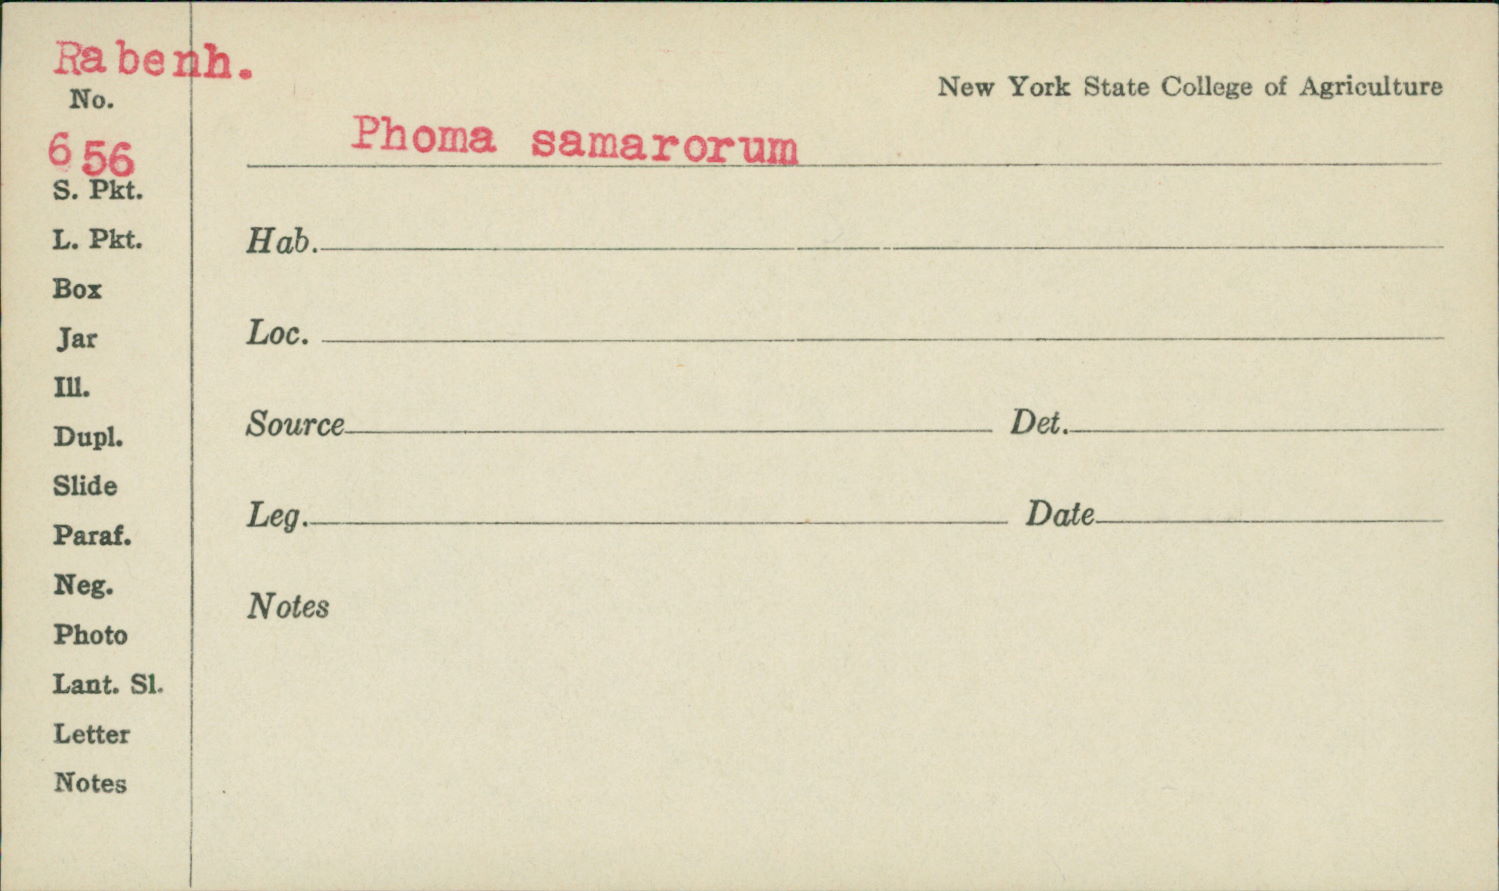 Rabenh.
No.
New York State College of Agriculture
656
Phoma samarorum
S. Pkt.
L. Pkt.
Hab.
Box
Jar
Loc.
Ill.
Dupl.
Source Det.
Slide
Paraf.
Leg. Date
Neg.
Notes
Photo
Lant. Sl.
Letter
Notes